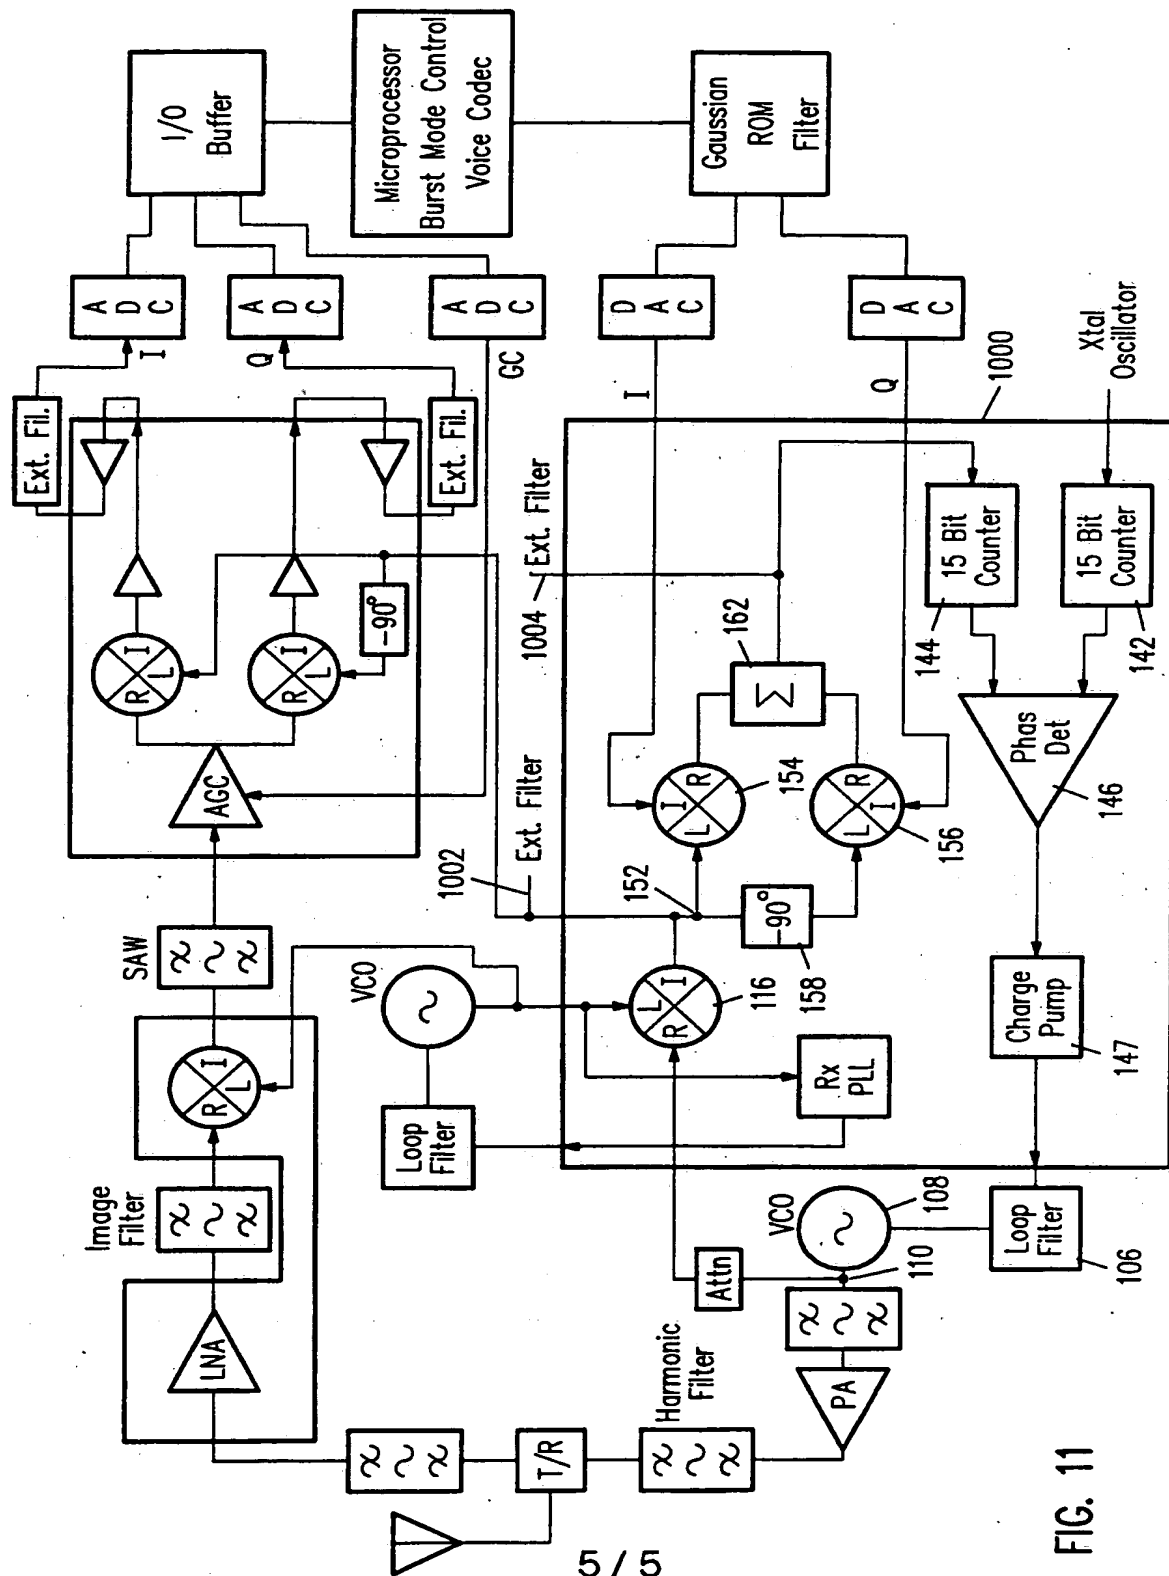 I/O
Buffer
Microprocessor
Burst Mode Control
Voice Codec
Gaussian
ROM
Filter
A
D
C
A
D
C
A
D
C
D
A
C
D
A
C
I
Q
GC
I
Q
Ext. Fil.
Ext. Fil.
Xtal
Oscillator
1000
R
I
L
R
I
L
-90°
AGC
SAW
R
I
L
Image
Filter
LNA
VCO
Loop
Filter
1002
Ext. Filter
1004
Ext. Filter
162
Σ
I
L
R
154
L
R
I
156
152
-90°
158
L
R
I
116
Rx
PLL
15 Bit
Counter
144
15 Bit
Counter
142
Phas
Det
146
Charge
Pump
147
Loop
Filter
106
VCO
108
110
Attn
PA
Harmonic
Filter
T/R
FIG. 11
5/5